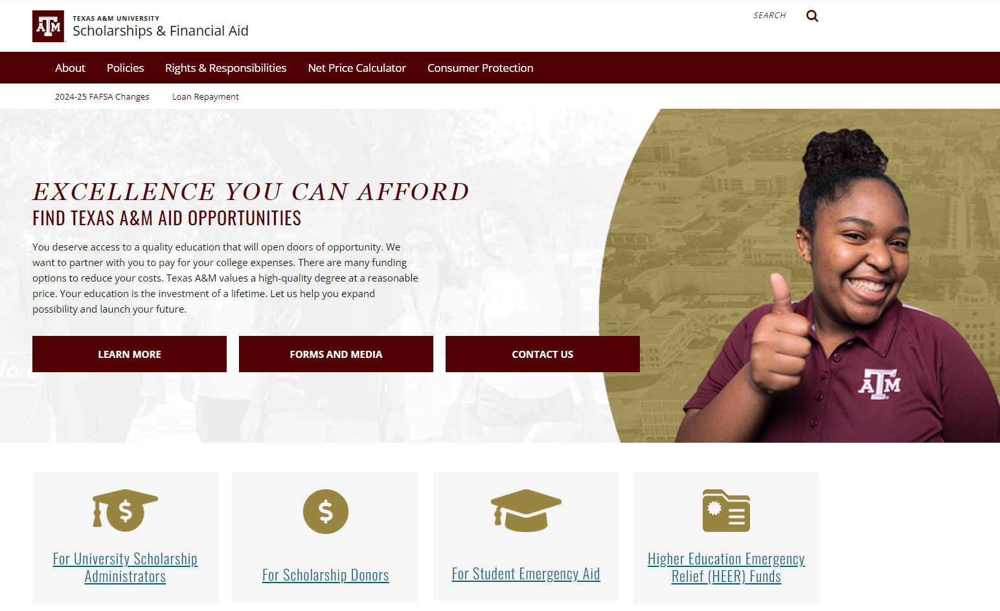 TEXAS A&M UNIVERSITY
Scholarships & Financial Aid
SEARCH
About Policies Rights & Responsibilities Net Price Calculator Consumer Protection
2024-25 FAFSA Changes Loan Repayment
EXCELLENCE YOU CAN AFFORD
FIND TEXAS A&M AID OPPORTUNITIES
You deserve access to a quality education that will open doors of opportunity. We
want to partner with you to pay for your college expenses. There are many funding
options to reduce your costs. Texas A&M values a high-quality degree at a reasonable
price. Your education is the investment of a lifetime. Let us help you expand
possibility and launch your future.
LEARN MORE FORMS AND MEDIA CONTACT US
ATM
For University Scholarship
Administrators
For Scholarship Donors
For Student Emergency Aid
Higher Education Emergency
Relief (HEER) Funds